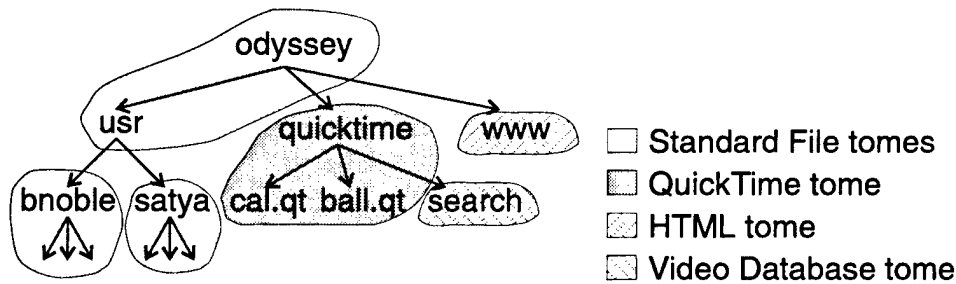 odyssey
usr
quicktime
www
bnoble satya cal.qt ball.qt search
Standard File tomes
QuickTime tome
HTML tome
Video Database tome